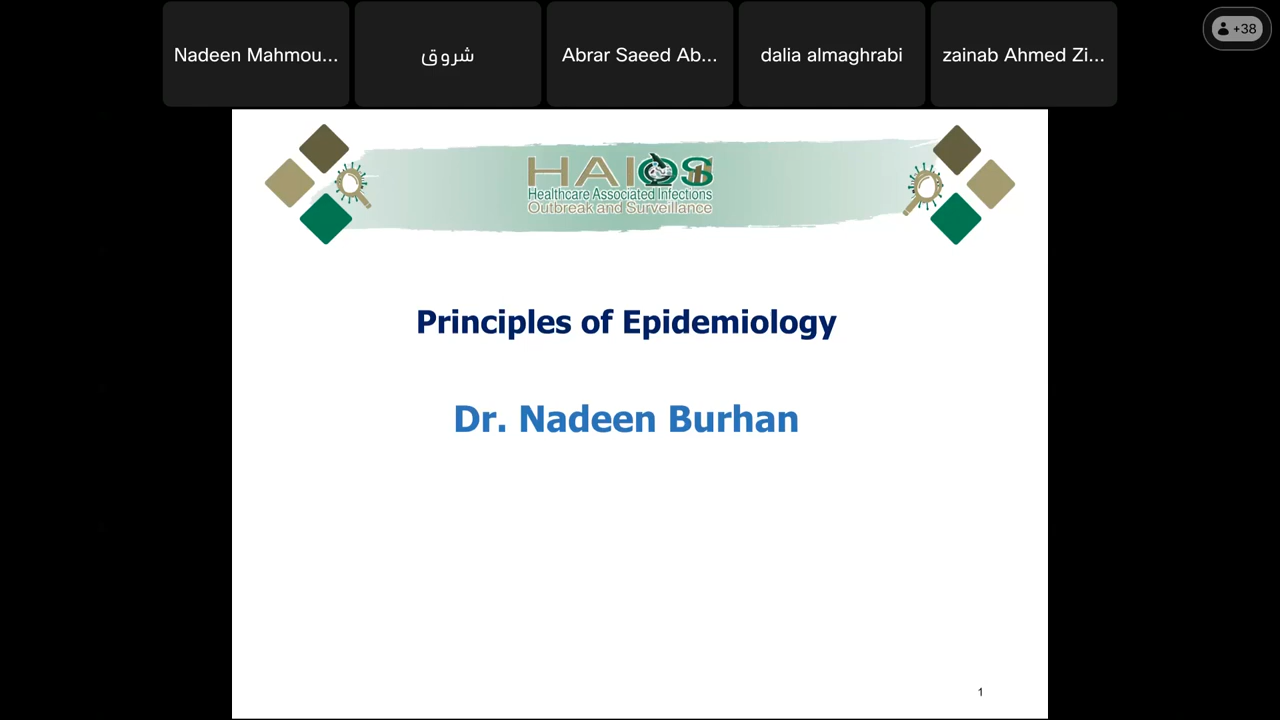 Nadeen Mahmou...
شروق
Abrar Saeed Ab...
dalia almaghrabi
zainab Ahmed Zi...
+38
HAIOS
Healthcare Associated Infections
Outbreak and Surveillance
Principles of Epidemiology
Dr. Nadeen Burhan
1